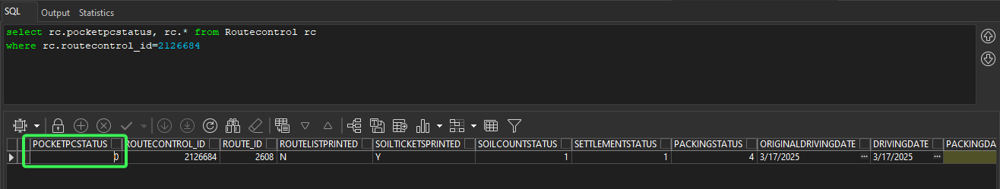 SQL Output Statistics
select rc.pocketpcstatus, rc.* from Routecontrol rc
where rc.routecontrol_id=2126684
POCKETPCSTATUS ROUTECONTROL_ID ROUTE_ID ROUTELISTPRINTED SOILTICKETSPRINTED SOILCOUNTSTATUS SETTLEMENTSTATUS PACKINGSTATUS ORIGINALDRIVINGDATE DRIVINGDATE PACKINGDA
0 2126684 2608 N Y 1 1 4 3/17/2025 ... 3/17/2025 ...